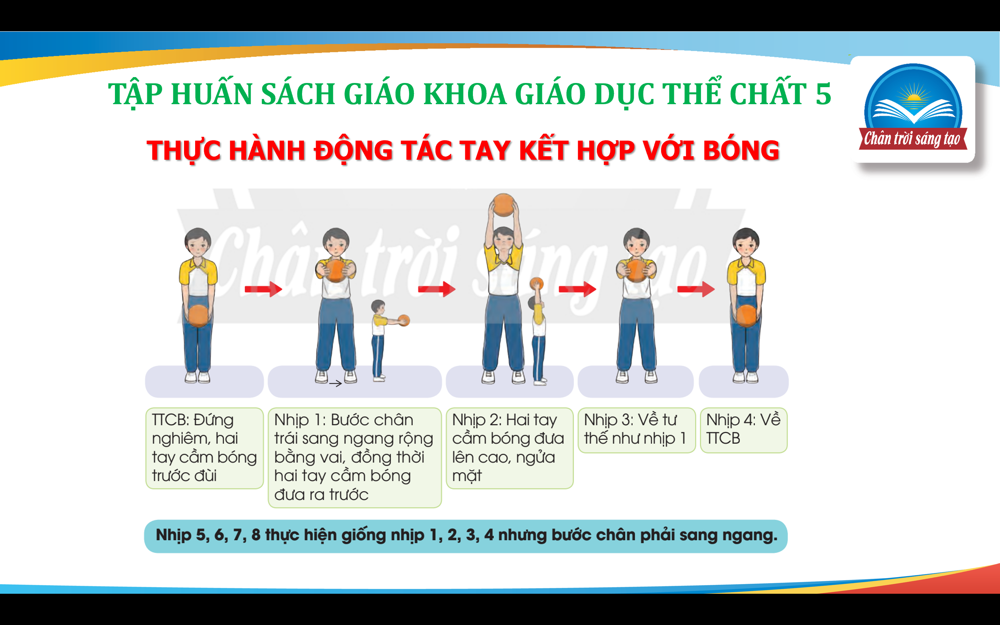 TẬP HUẤN SÁCH GIÁO KHOA GIÁO DỤC THỂ CHẤT 5
Chân trời sáng tạo
THỰC HÀNH ĐỘNG TÁC TAY KẾT HỢP VỚI BÓNG
Chân trời sáng tạo
TTCB: Đứng
nghiêm, hai
tay cầm bóng
trước đùi
Nhịp 1: Bước chân
trái sang ngang rộng
bằng vai, đồng thời
hai tay cầm bóng
đưa ra trước
Nhịp 2: Hai tay
cầm bóng đưa
lên cao, ngửa
mặt
Nhịp 3: Về tư
thế như nhịp 1
Nhịp 4: Về
TTCB
Nhịp 5, 6, 7, 8 thực hiện giống nhịp 1, 2, 3, 4 nhưng bước chân phải sang ngang.